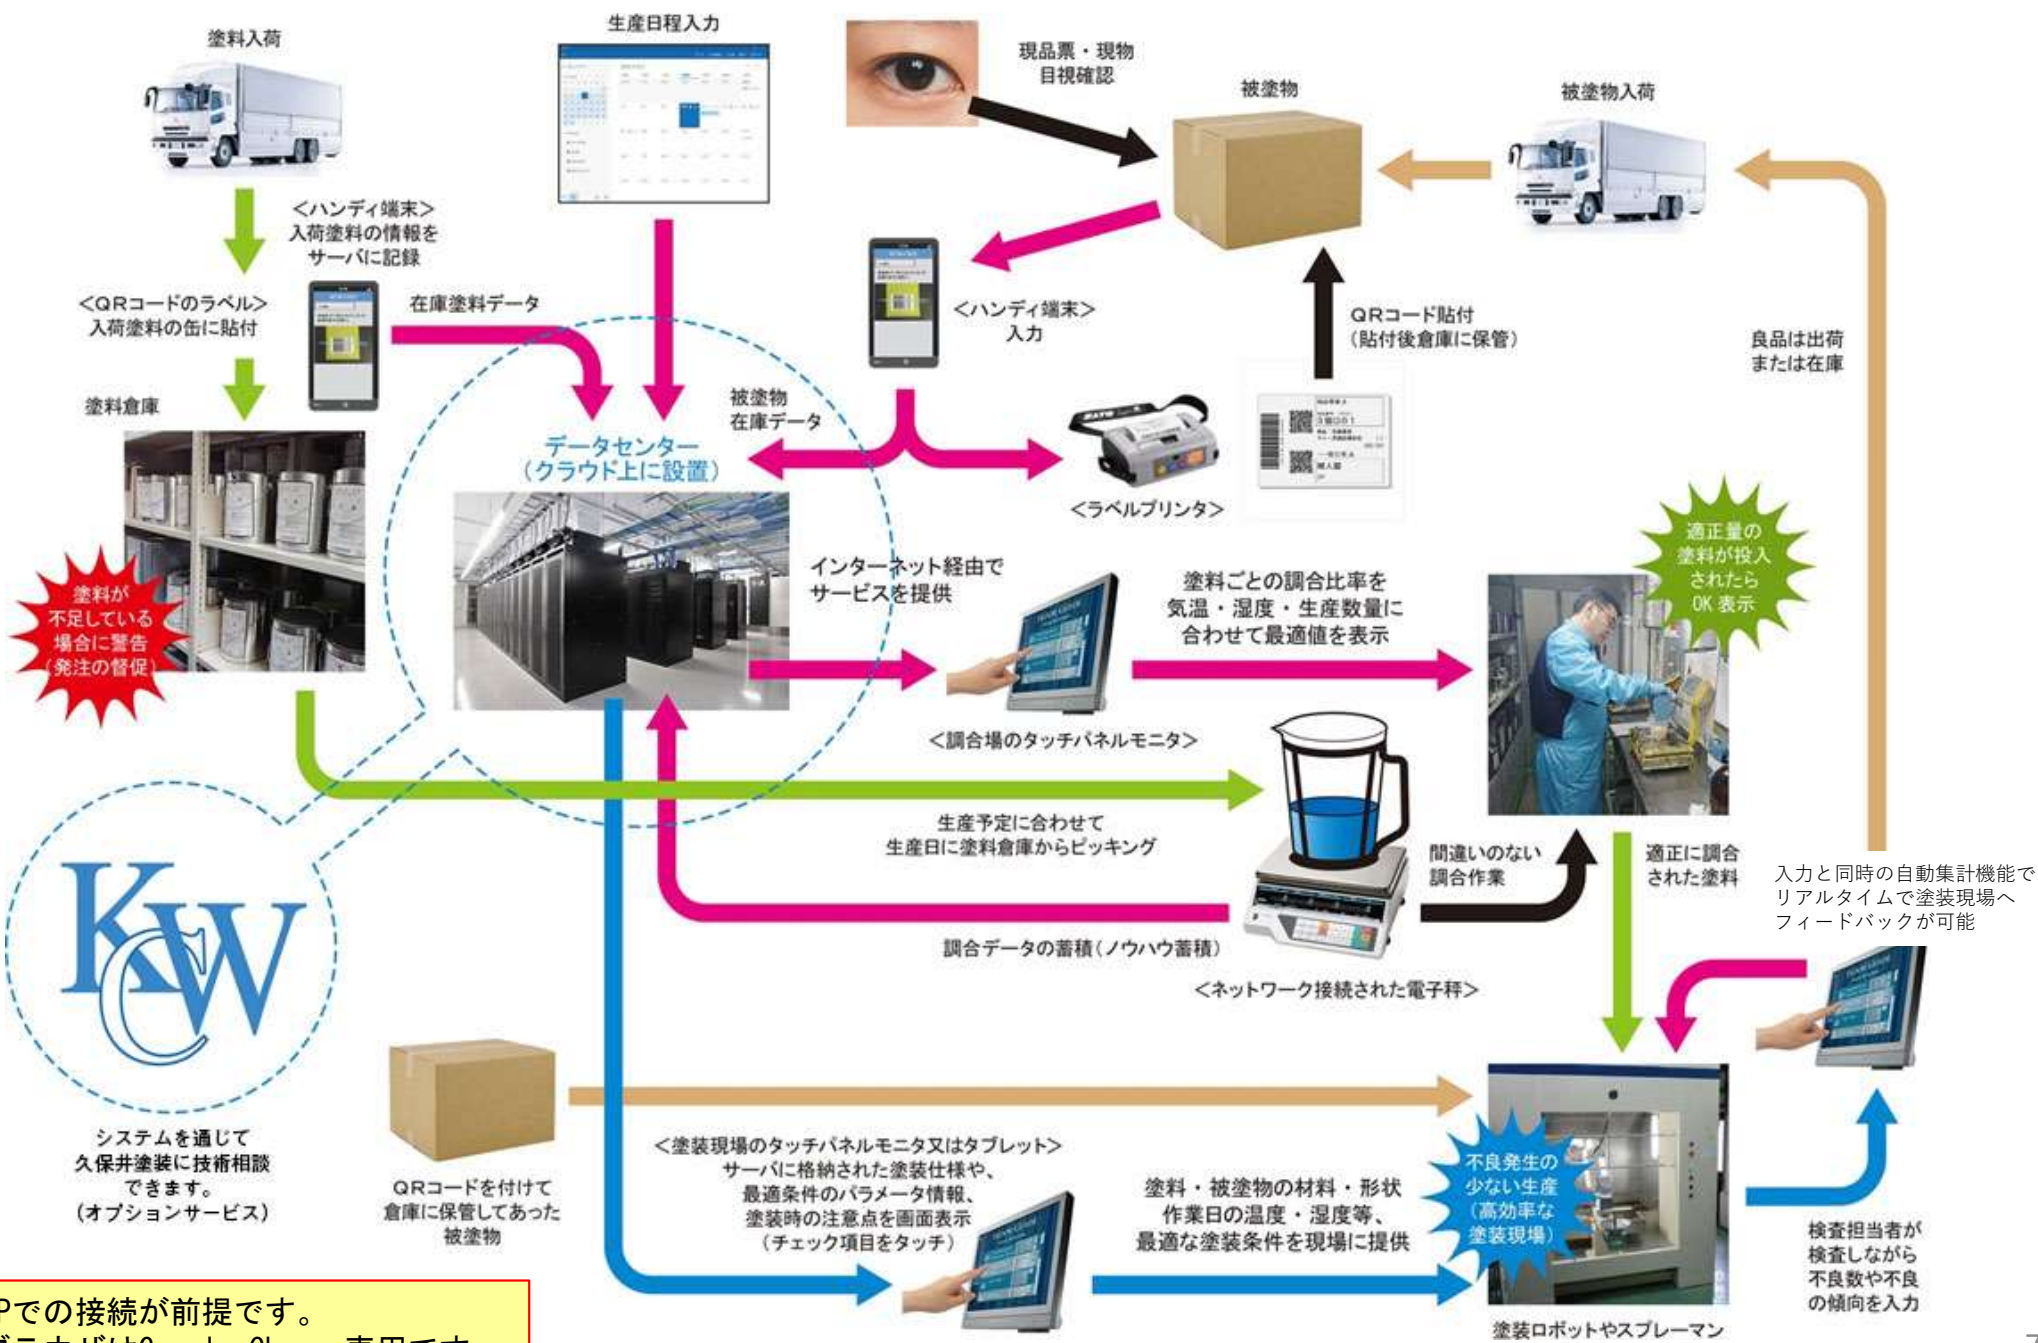 塗料入荷
生産日程入力
現品票・現物
目視確認
被塗物
被塗物入荷
＜ハンディ端末＞
入荷塗料の情報を
サーバに記録
＜QRコードのラベル＞
入荷塗料の缶に貼付
在庫塗料データ
＜ハンディ端末＞
入力
QRコード貼付
（貼付後倉庫に保管）
良品は出荷
または在庫
塗料倉庫
被塗物
在庫データ
データセンター
（クラウド上に設置）
＜ラベルプリンタ＞
適正量の
塗料が投入
されたら
OK 表示
塗料が
不足している
場合に警告
（発注の督促）
インターネット経由で
サービスを提供
塗料ごとの調合比率を
気温・湿度・生産数量に
合わせて最適値を表示
＜調合場のタッチパネルモニタ＞
生産予定に合わせて
生産日に塗料倉庫からピッキング
間違いのない
調合作業
適正に調合
された塗料
入力と同時の自動集計機能で
リアルタイムで塗装現場へ
フィードバックが可能
調合データの蓄積（ノウハウ蓄積）
＜ネットワーク接続された電子秤＞
KCW
システムを通じて
久保井塗装に技術相談
できます。
（オプションサービス）
QRコードを付けて
倉庫に保管してあった
被塗物
＜塗装現場のタッチパネルモニタ又はタブレット＞
サーバに格納された塗装仕様や、
最適条件のパラメータ情報、
塗装時の注意点を画面表示
（チェック項目をタッチ）
塗料・被塗物の材料・形状
作業日の温度・湿度等、
最適な塗装条件を現場に提供
不良発生の
少ない生産
（高効率な
塗装現場）
検査担当者が
検査しながら
不良数や不良
の傾向を入力
塗装ロボットやスプレーマン
Pでの接続が前提です。